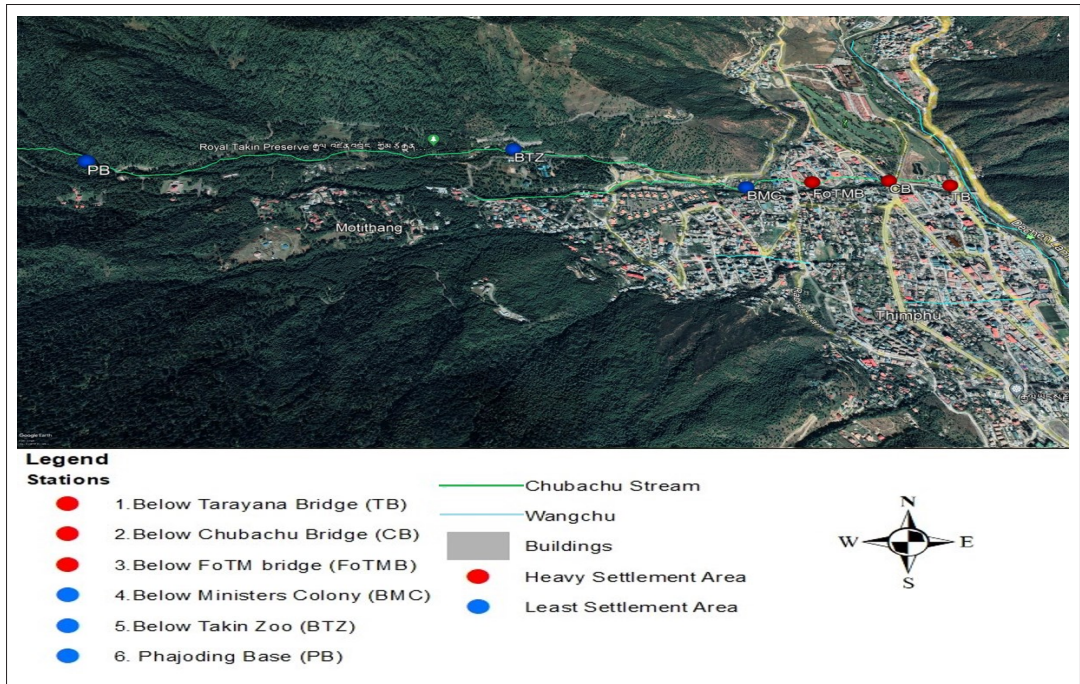 Royal Takin Preserve
PB
BTZ
BMC
FoTMB
CB
TB
Motithang
Thimphu
Google Earth
Legend
Stations
1.Below Tarayana Bridge (TB)
2.Below Chubachu Bridge (CB)
3.Below FoTM bridge (FoTMB)
4.Below Ministers Colony (BMC)
5.Below Takin Zoo (BTZ)
6. Phajoding Base (PB)
Chubachu Stream
Wangchu
Buildings
Heavy Settlement Area
Least Settlement Area
N
W
E
S